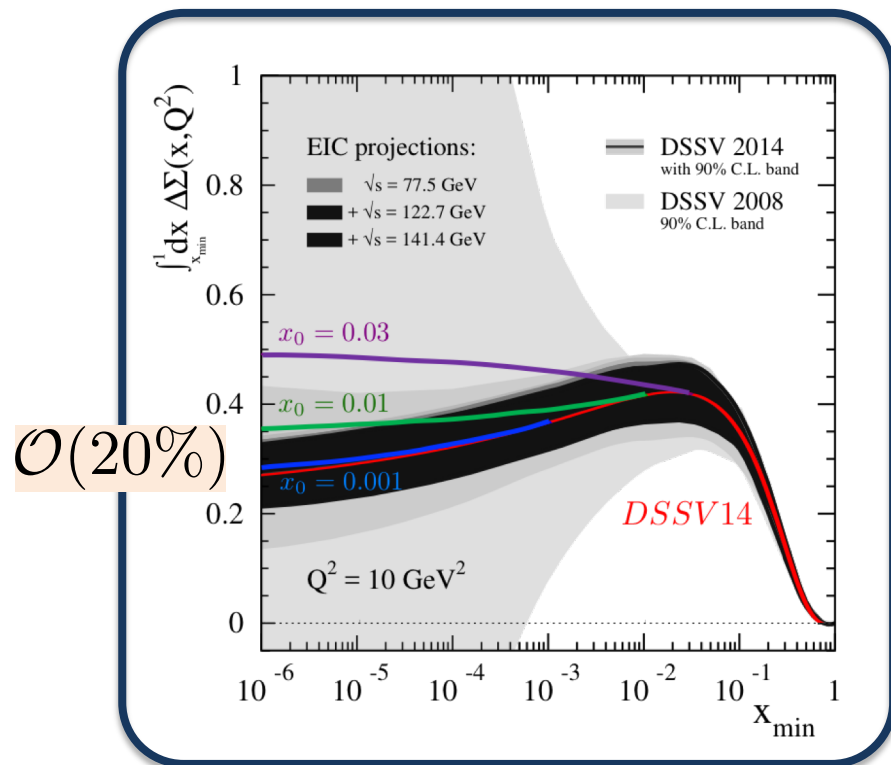 ∫¹ₓₘᵢₙ dx ΔΣ(x,Q²)
1
0.8
0.6
0.4
0.2
0
EIC projections:
√s = 77.5 GeV
+ √s = 122.7 GeV
+ √s = 141.4 GeV
DSSV 2014
with 90% C.L. band
DSSV 2008
90% C.L. band
x₀ = 0.03
x₀ = 0.01
O(20%)
x₀ = 0.001
DSSV14
Q² = 10 GeV²
10⁻⁶ 10⁻⁵ 10⁻⁴ 10⁻³ 10⁻² 10⁻¹ 1
xₘᵢₙ